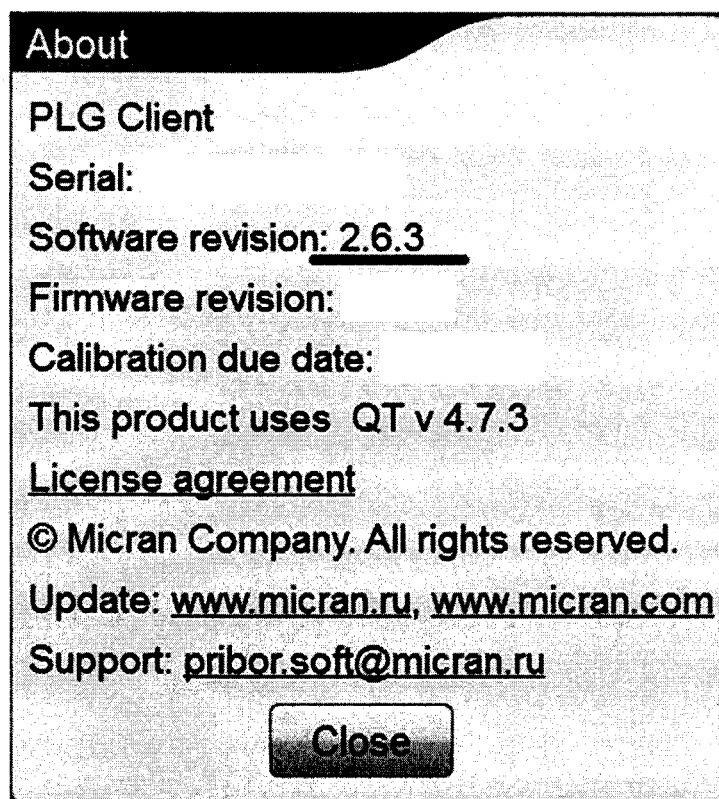 About
PLG Client
Serial:
Software revision: 2.6.3
Firmware revision:
Calibration due date:
This product uses  QT v 4.7.3
License agreement
© Micran Company. All rights reserved.
Update: www.micran.ru, www.micran.com
Support: pribor.soft@micran.ru
Close